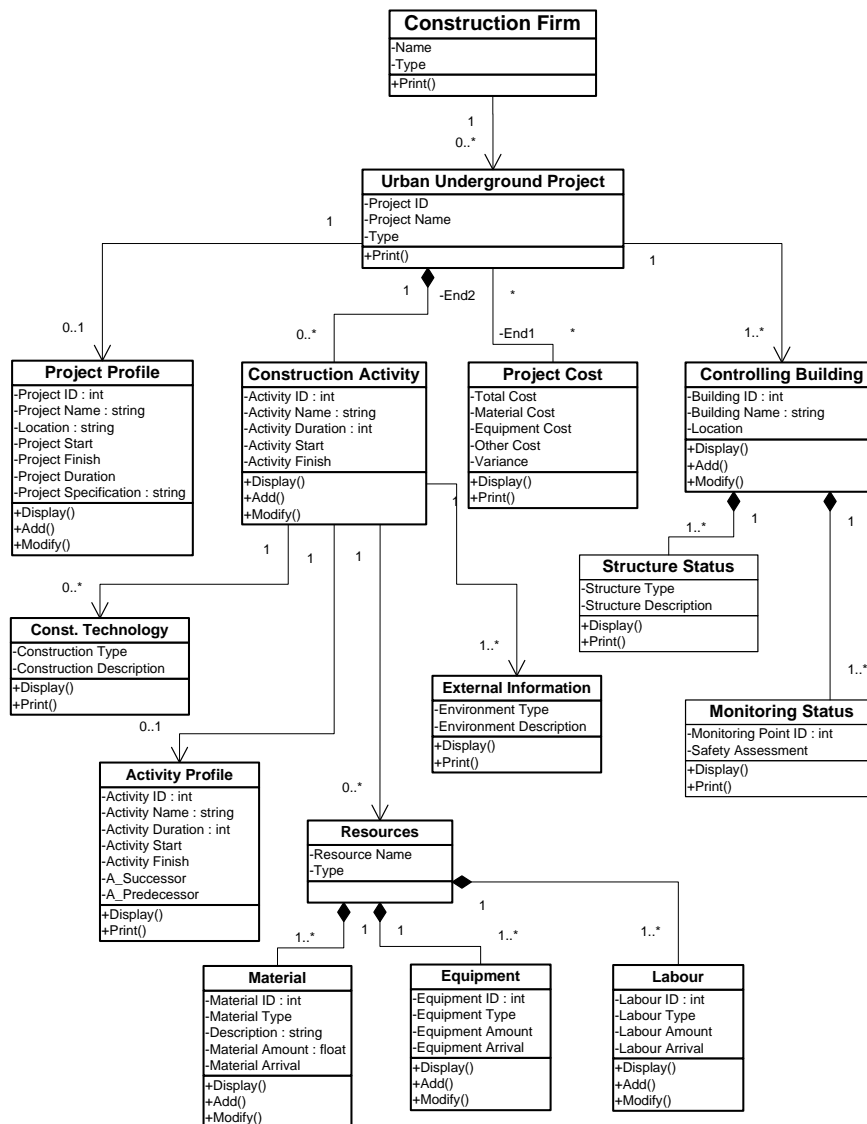 Construction Firm
-Name
-Type
+Print()
1
0..*
Urban Underground Project
-Project ID
-Project Name
-Type
+Print()
1
1
1
-End2
*
0..1
0..*
-End1
*
1..*
Project Profile
-Project ID : int
-Project Name : string
-Location : string
-Project Start
-Project Finish
-Project Duration
-Project Specification : string
+Display()
+Add()
+Modify()
Construction Activity
-Activity ID : int
-Activity Name : string
-Activity Duration : int
-Activity Start
-Activity Finish
+Display()
+Add()
+Modify()
Project Cost
-Total Cost
-Material Cost
-Equipment Cost
-Other Cost
-Variance
+Display()
+Print()
Controlling Building
-Building ID : int
-Building Name : string
-Location
+Display()
+Add()
+Modify()
1
1
1
1
1..*
1
1
Structure Status
-Structure Type
-Structure Description
+Display()
+Print()
0..*
Const. Technology
-Construction Type
-Construction Description
+Display()
+Print()
1..*
External Information
-Environment Type
-Environment Description
+Display()
+Print()
1..*
Monitoring Status
-Monitoring Point ID : int
-Safety Assessment
+Display()
+Print()
0..1
Activity Profile
-Activity ID : int
-Activity Name : string
-Activity Duration : int
-Activity Start
-Activity Finish
-A_Successor
-A_Predecessor
+Display()
+Print()
0..*
Resources
-Resource Name
-Type
1
1..*
1
1
1..*
1..*
Material
-Material ID : int
-Material Type
-Description : string
-Material Amount : float
-Material Arrival
+Display()
+Add()
+Modify()
Equipment
-Equipment ID : int
-Equipment Type
-Equipment Amount
-Equipment Arrival
+Display()
+Add()
+Modify()
Labour
-Labour ID : int
-Labour Type
-Labour Amount
-Labour Arrival
+Display()
+Add()
+Modify()